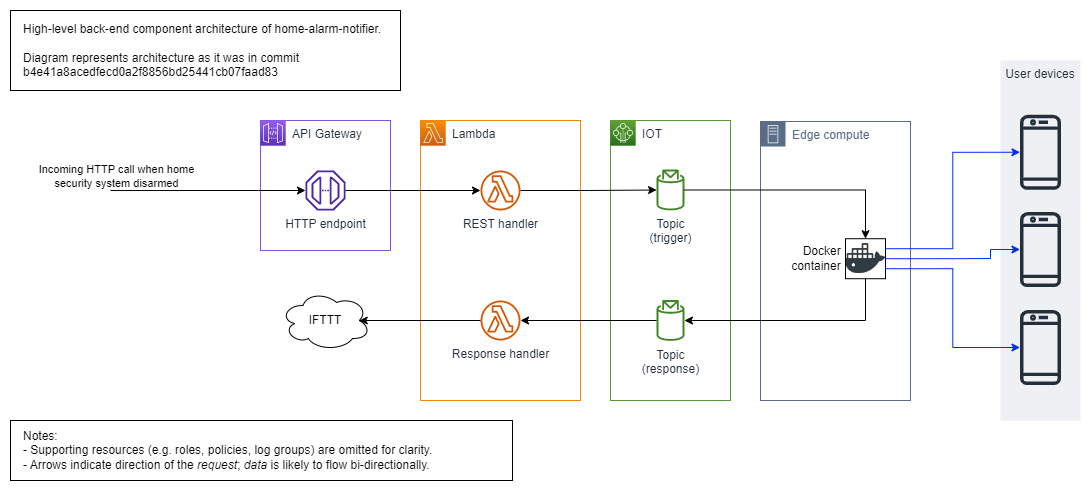 High-level back-end component architecture of home-alarm-notifier.
Diagram represents architecture as it was in commit
b4e41a8acedfecd0a2f8856bd25441cb07faad83
User devices
API Gateway
Lambda
IOT
Edge compute
Incoming HTTP call when home
security system disarmed
HTTP endpoint
REST handler
Topic
(trigger)
Docker
container
IFTTT
Response handler
Topic
(response)
Notes:
- Supporting resources (e.g. roles, policies, log groups) are omitted for clarity.
- Arrows indicate direction of the request; data is likely to flow bi-directionally.